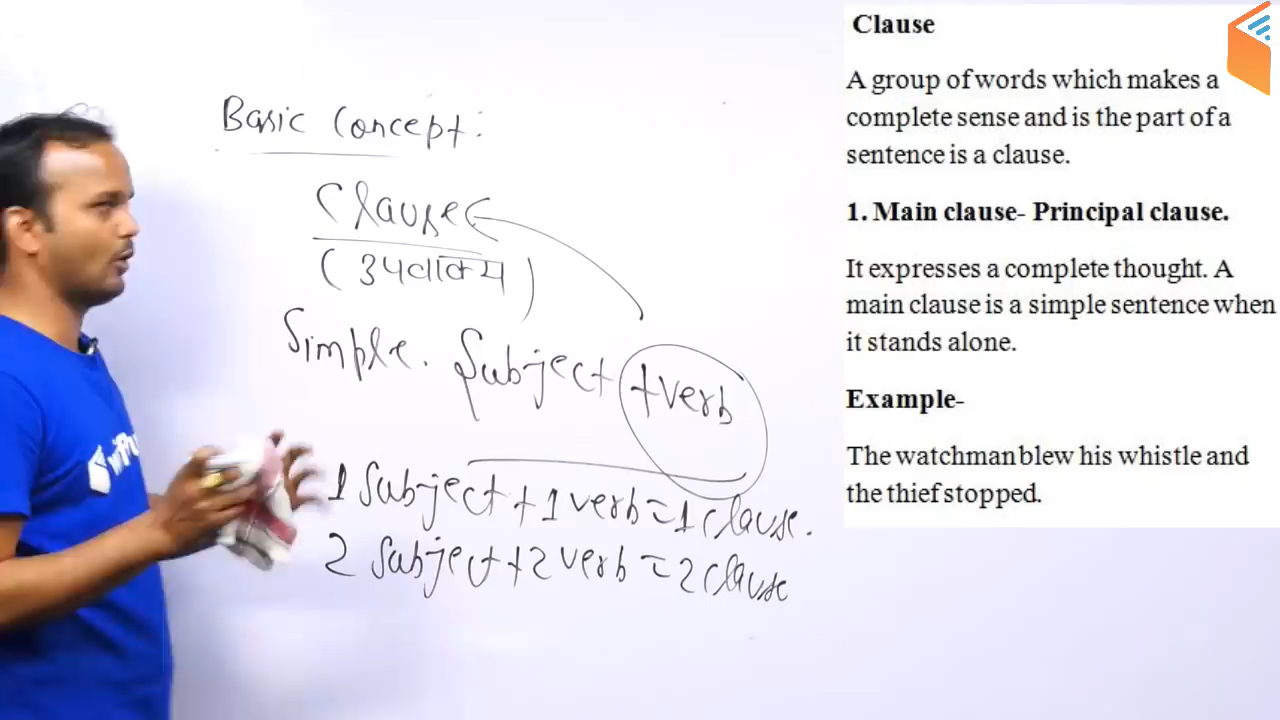 Basic Concept:
Clause
(उपवाक्य)
Simple. Subject +verb
1 Subject +1 verb=1 clause.
2 Subject +2 verb =2 clause
Clause
A group of words which makes a
complete sense and is the part of a
sentence is a clause.
1. Main clause- Principal clause.
It expresses a complete thought. A
main clause is a simple sentence when
it stands alone.
Example-
The watchman blew his whistle and
the thief stopped.